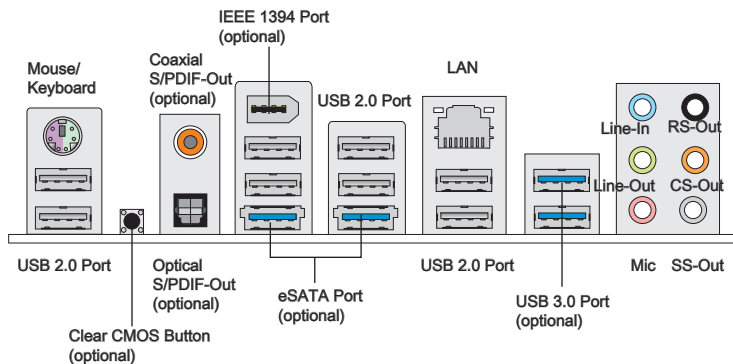 IEEE 1394 Port
(optional)
Mouse/
Keyboard
Coaxial
S/PDIF-Out
(optional)
USB 2.0 Port
LAN
Line-In
RS-Out
Line-Out
CS-Out
USB 2.0 Port
Optical
S/PDIF-Out
(optional)
eSATA Port
(optional)
USB 2.0 Port
USB 3.0 Port
(optional)
Mic
SS-Out
Clear CMOS Button
(optional)